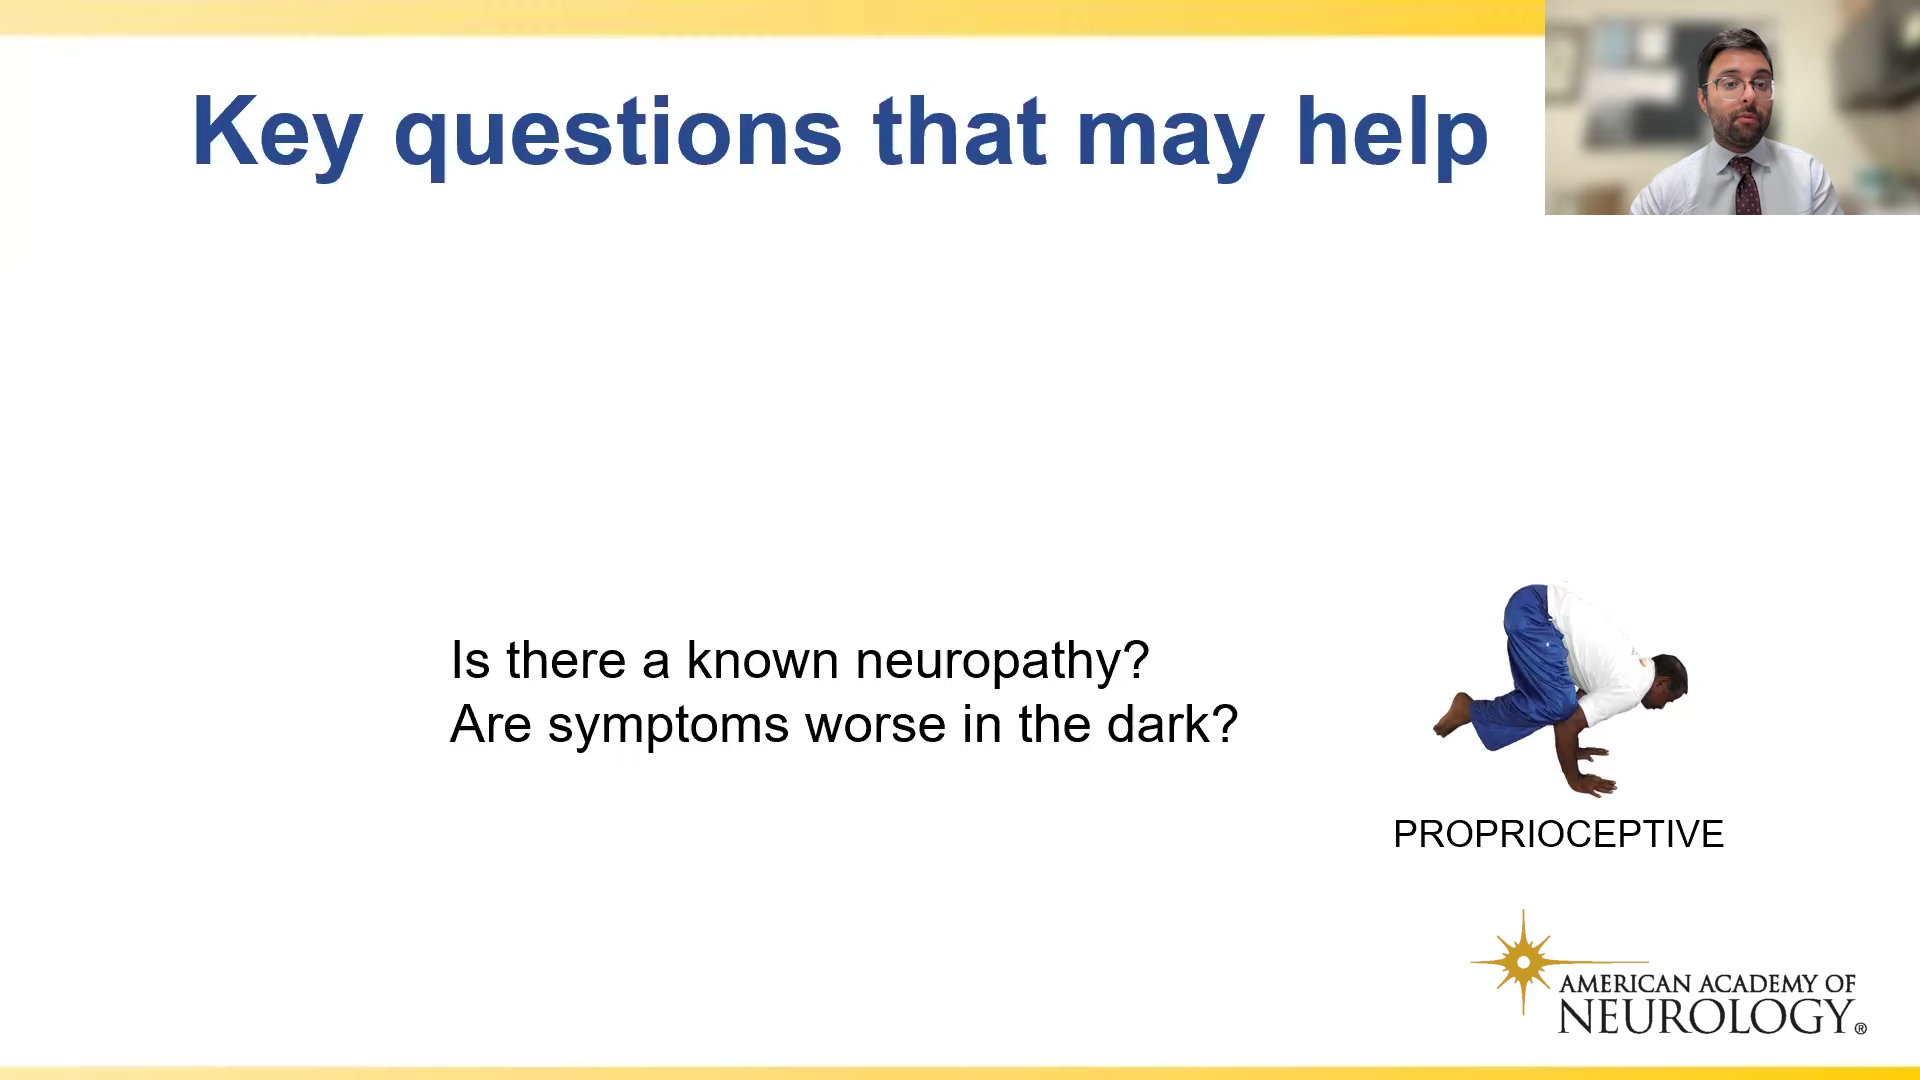 Key questions that may help
Is there a known neuropathy?
Are symptoms worse in the dark?
PROPRIOCEPTIVE
AMERICAN ACADEMY OF
NEUROLOGY®